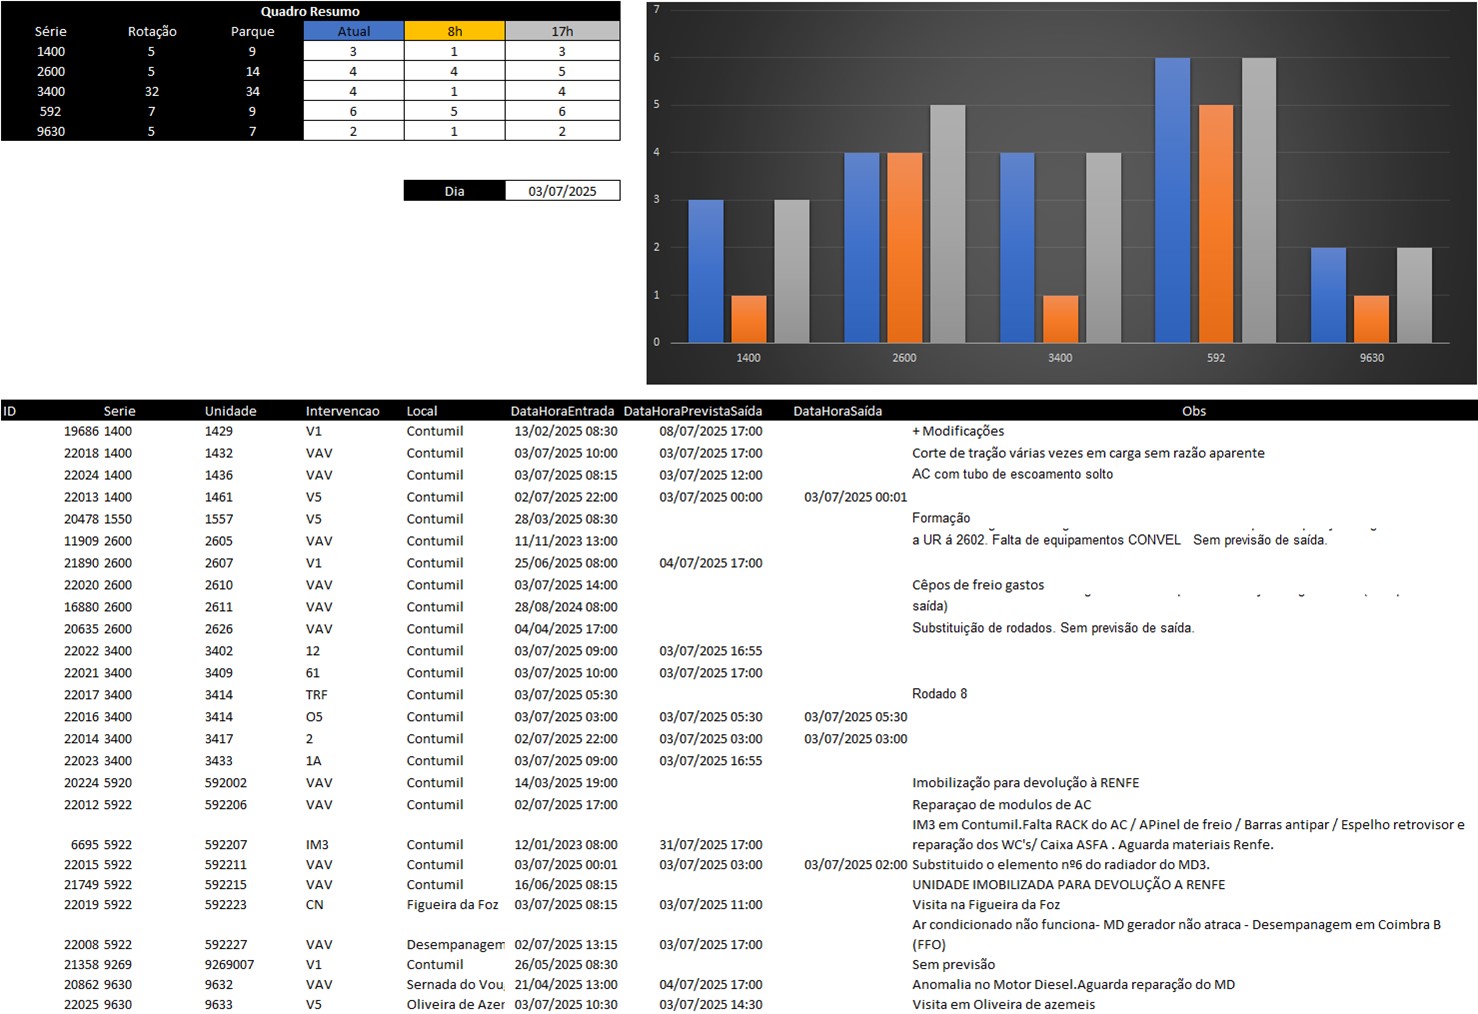 Quadro Resumo
Série Rotação Parque Atual 8h 17h
1400 5 9 3 1 3
2600 5 14 4 4 5
3400 32 34 4 1 4
592 7 9 6 5 6
9630 5 7 2 1 2
Dia 03/07/2025
7
6
5
4
3
2
1
0
1400 2600 3400 592 9630
ID Serie Unidade Intervencao Local DataHoraEntrada DataHoraPrevistaSaída DataHoraSaída Obs
19686 1400 1429 V1 Contumil 13/02/2025 08:30 08/07/2025 17:00 + Modificações
22018 1400 1432 VAV Contumil 03/07/2025 10:00 03/07/2025 17:00 Corte de tração várias vezes em carga sem razão aparente
22024 1400 1436 VAV Contumil 03/07/2025 08:15 03/07/2025 12:00 AC com tubo de escoamento solto
22013 1400 1461 V5 Contumil 02/07/2025 22:00 03/07/2025 00:00 03/07/2025 00:01
20478 1550 1557 V5 Contumil 28/03/2025 08:30 Formação
11909 2600 2605 VAV Contumil 11/11/2023 13:00 a UR á 2602. Falta de equipamentos CONVEL Sem previsão de saída.
21890 2600 2607 V1 Contumil 25/06/2025 08:00 04/07/2025 17:00
22020 2600 2610 VAV Contumil 03/07/2025 14:00 Cêpos de freio gastos
16880 2600 2611 VAV Contumil 28/08/2024 08:00 saída)
20635 2600 2626 VAV Contumil 04/04/2025 17:00 Substituição de rodados. Sem previsão de saída.
22022 3400 3402 12 Contumil 03/07/2025 09:00 03/07/2025 16:55
22021 3400 3409 61 Contumil 03/07/2025 10:00 03/07/2025 17:00
22017 3400 3414 TRF Contumil 03/07/2025 05:30 Rodado 8
22016 3400 3414 O5 Contumil 03/07/2025 03:00 03/07/2025 05:30 03/07/2025 05:30
22014 3400 3417 2 Contumil 02/07/2025 22:00 03/07/2025 03:00 03/07/2025 03:00
22023 3400 3433 1A Contumil 03/07/2025 09:00 03/07/2025 16:55
20224 5920 592002 VAV Contumil 14/03/2025 19:00 Imobilização para devolução à RENFE
22012 5922 592206 VAV Contumil 02/07/2025 17:00 Reparaçao de modulos de AC
IM3 em Contumil.Falta RACK do AC / APinel de freio / Barras antipar / Espelho retrovisor e
6695 5922 592207 IM3 Contumil 12/01/2023 08:00 31/07/2025 17:00 reparação dos WC's/ Caixa ASFA . Aguarda materiais Renfe.
22015 5922 592211 VAV Contumil 03/07/2025 00:01 03/07/2025 03:00 03/07/2025 02:00 Substituido o elemento nº6 do radiador do MD3.
21749 5922 592215 VAV Contumil 16/06/2025 08:15 UNIDADE IMOBILIZADA PARA DEVOLUÇÃO A RENFE
22019 5922 592223 CN Figueira da Foz 03/07/2025 08:15 03/07/2025 11:00 Visita na Figueira da Foz
Ar condicionado não funciona- MD gerador não atraca - Desempanagem em Coimbra B
22008 5922 592227 VAV Desempanagem 02/07/2025 13:15 03/07/2025 17:00 (FFO)
21358 9269 9269007 V1 Contumil 26/05/2025 08:30 Sem previsão
20862 9630 9632 VAV Sernada do Vou 21/04/2025 13:00 04/07/2025 17:00 Anomalia no Motor Diesel.Aguarda reparação do MD
22025 9630 9633 V5 Oliveira de Azer 03/07/2025 10:30 03/07/2025 14:30 Visita em Oliveira de azemeis